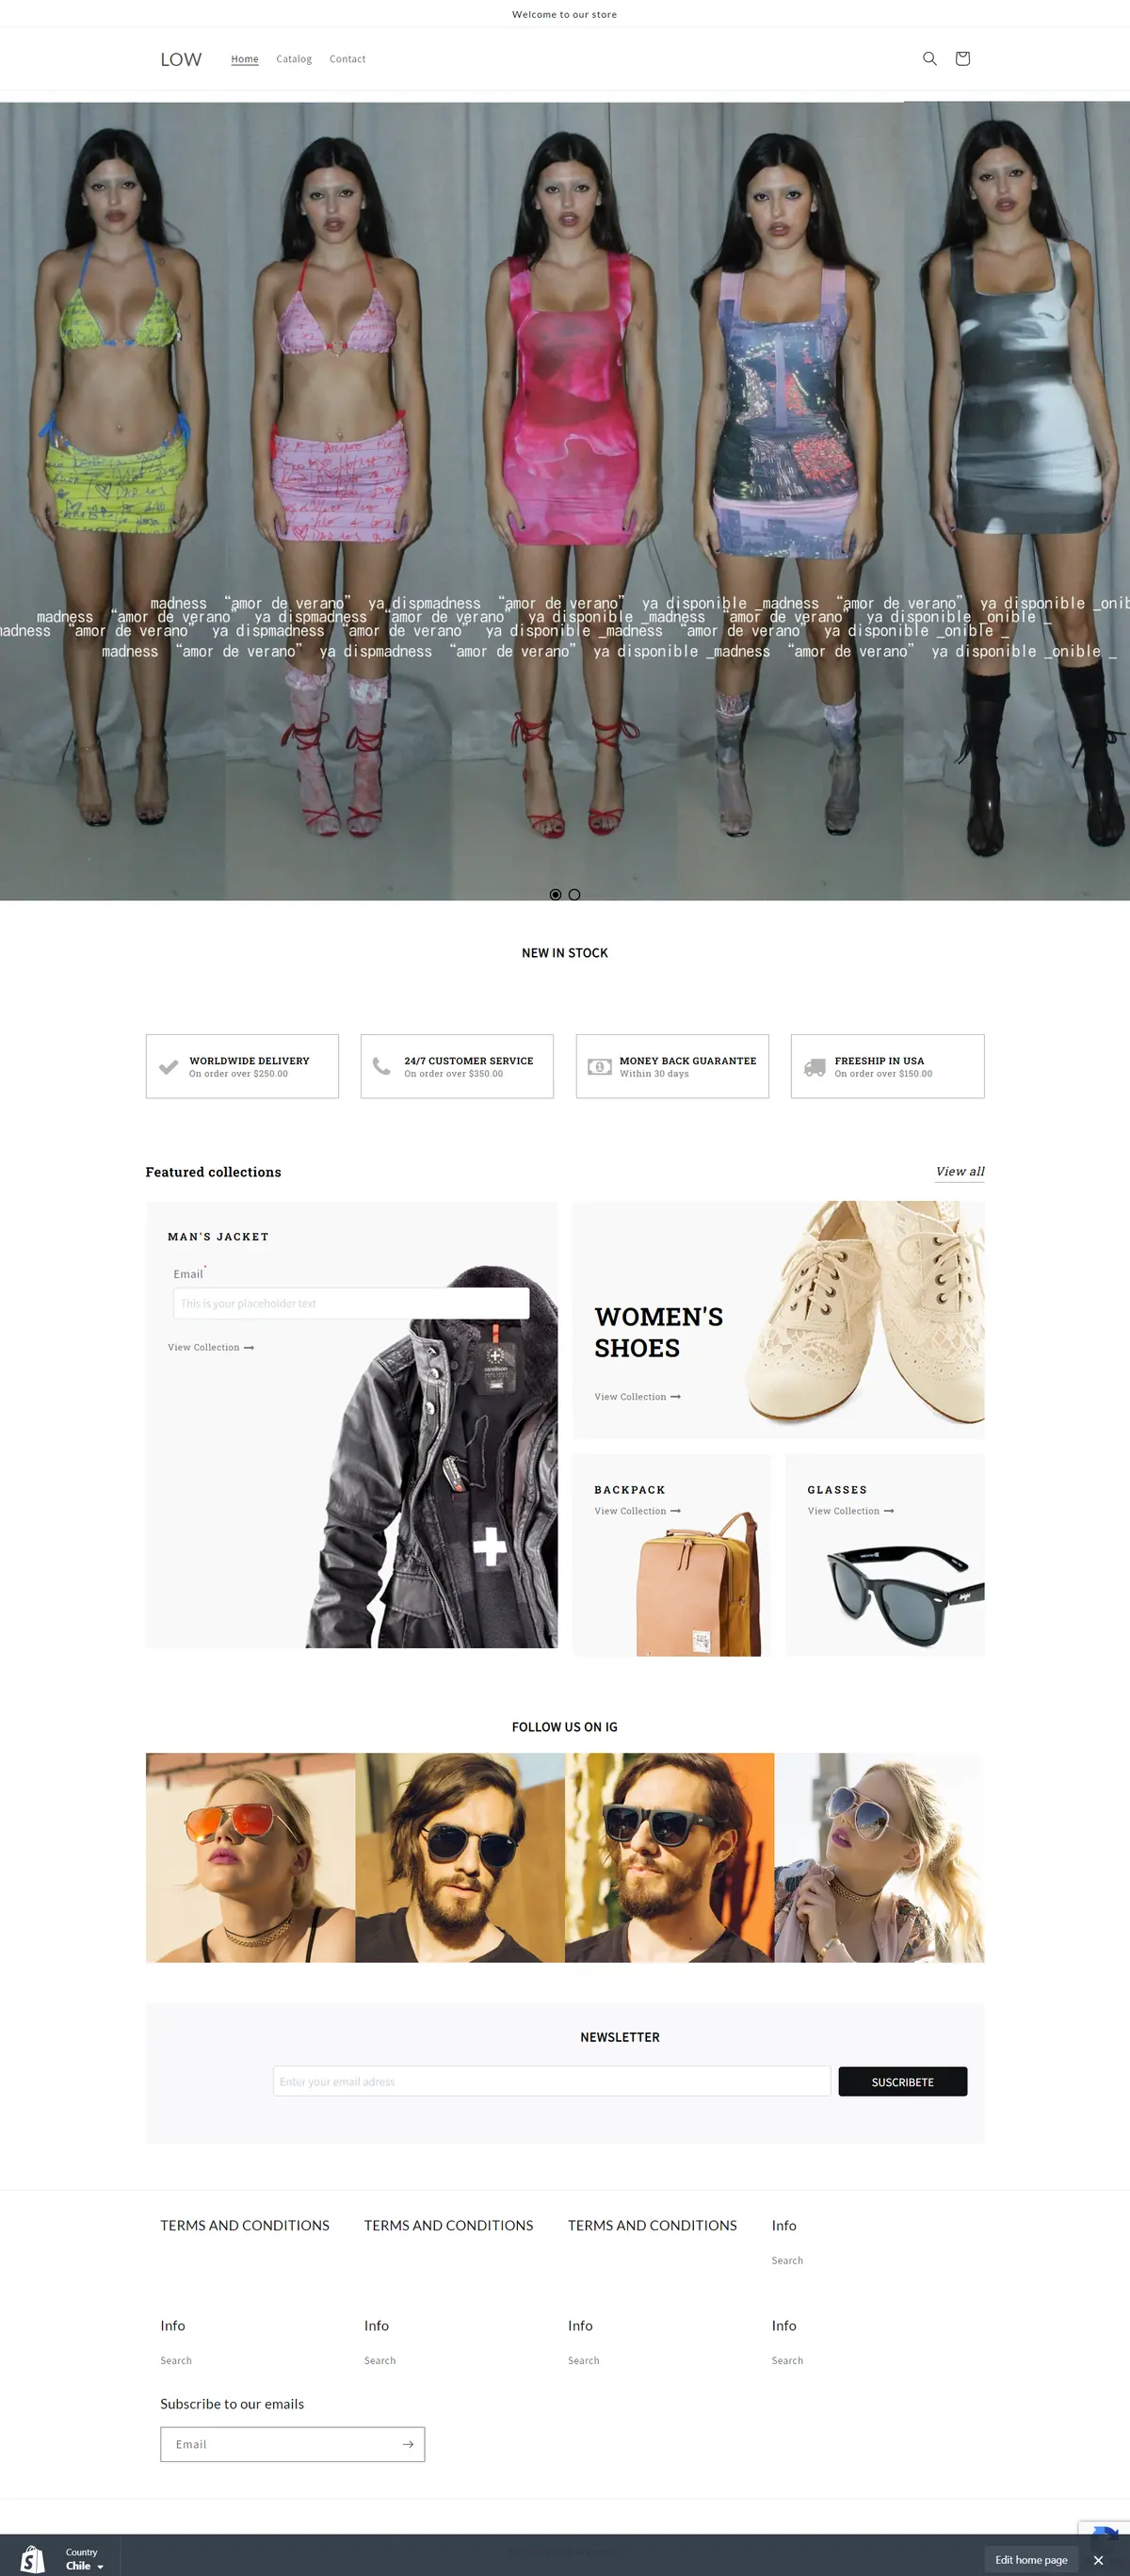 Welcome to our store
LOW
Home Catalog Contact
madness “amor de verano” ya dispmadness “amor de verano” ya disponible _madness “amor de verano” ya disponible _onib
madness “amor de verano” ya dispmadness “amor de verano” ya disponible _madness “amor de verano” ya disponible _onible _
madness “amor de verano” ya dispmadness “amor de verano” ya disponible _madness “amor de verano” ya disponible _onible _
madness “amor de verano” ya dispmadness “amor de verano” ya disponible _madness “amor de verano” ya disponible _onible _
NEW IN STOCK
WORLDWIDE DELIVERY
On order over $250.00
24/7 CUSTOMER SERVICE
On order over $350.00
MONEY BACK GUARANTEE
Within 30 days
FREESHIP IN USA
On order over $150.00
Featured collections
View all
MAN'S JACKET
Email*
This is your placeholder text
View Collection
WOMEN'S
SHOES
View Collection
BACKPACK
View Collection
GLASSES
View Collection
FOLLOW US ON IG
NEWSLETTER
Enter your email adress
SUSCRIBETE
TERMS AND CONDITIONS
TERMS AND CONDITIONS
TERMS AND CONDITIONS
Info
Search
Info
Search
Info
Search
Info
Search
Info
Search
Subscribe to our emails
Email
Country
Chile
Edit home page